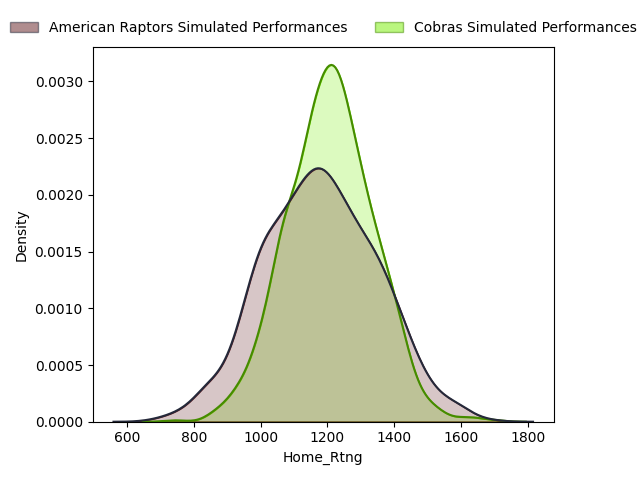 American Raptors Simulated Performances
Cobras Simulated Performances
0.0030
0.0025
0.0020
0.0015
0.0010
0.0005
0.0000
Density
600 800 1000 1200 1400 1600 1800
Home_Rtng